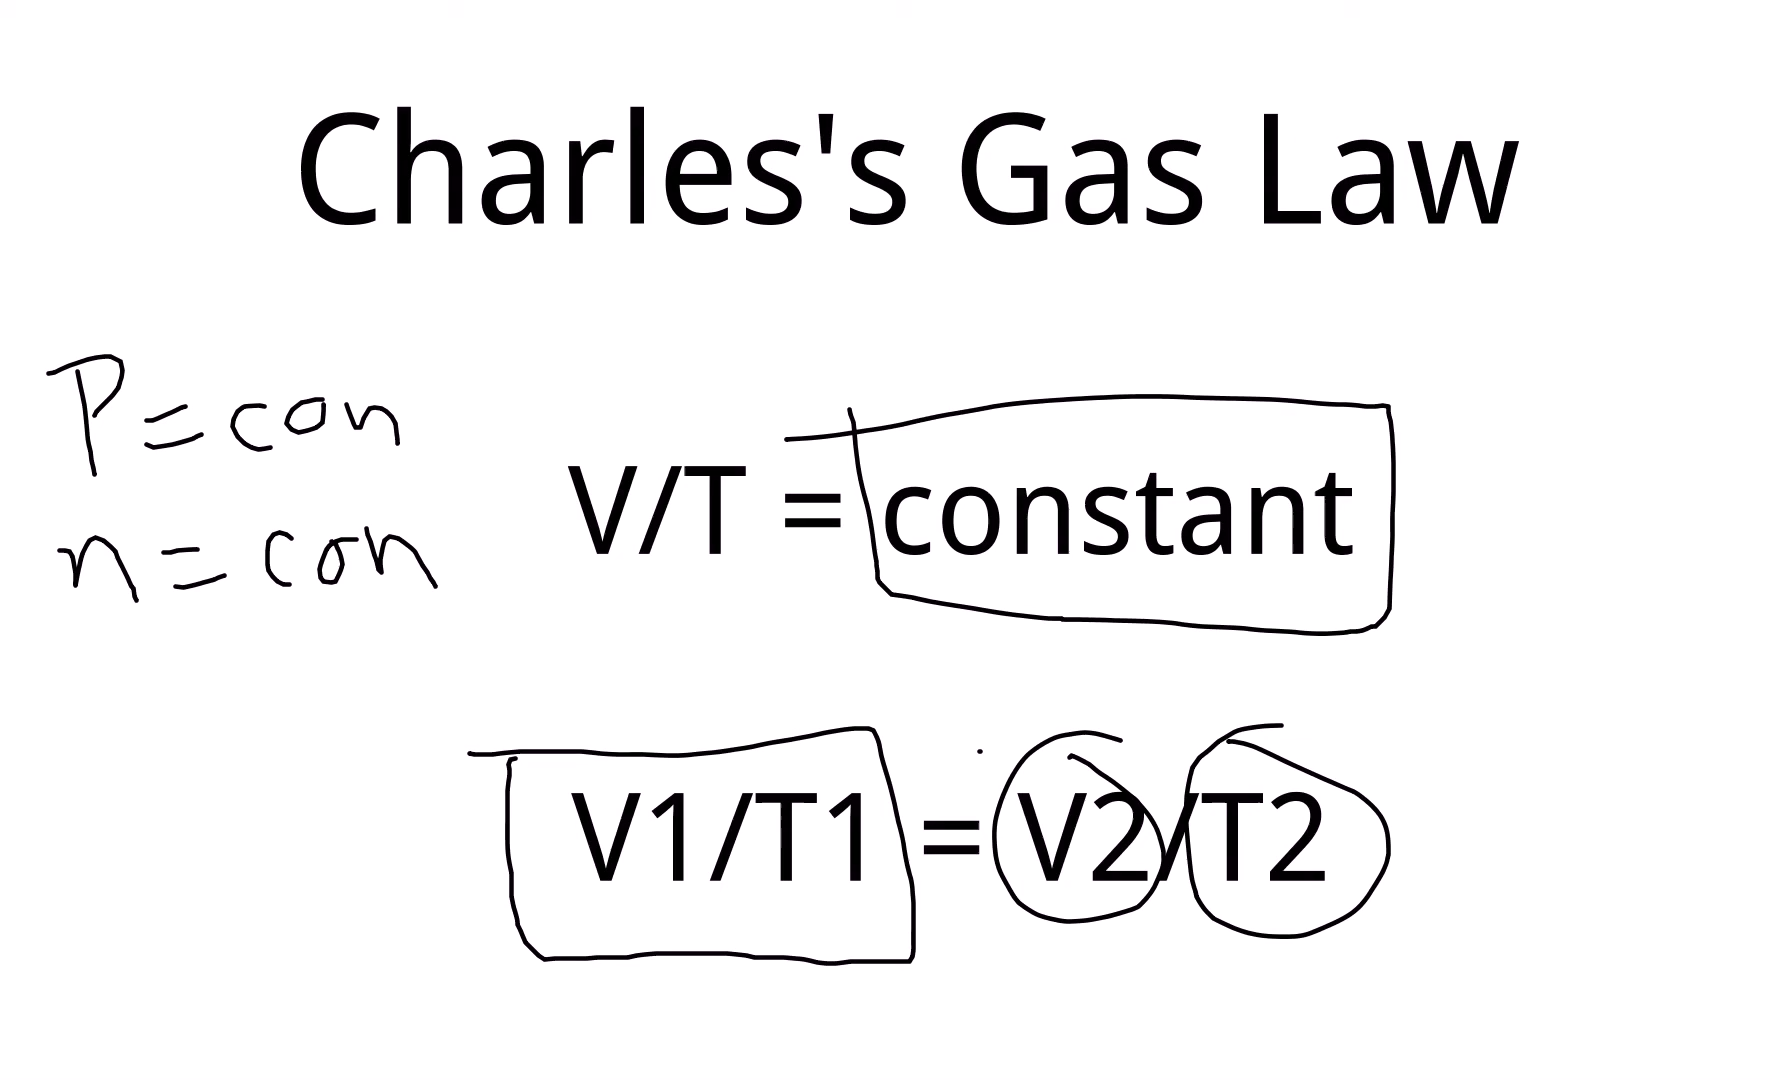 Charles's Gas Law
P=con
n=con
V/T = constant
V1/T1 = V2/T2